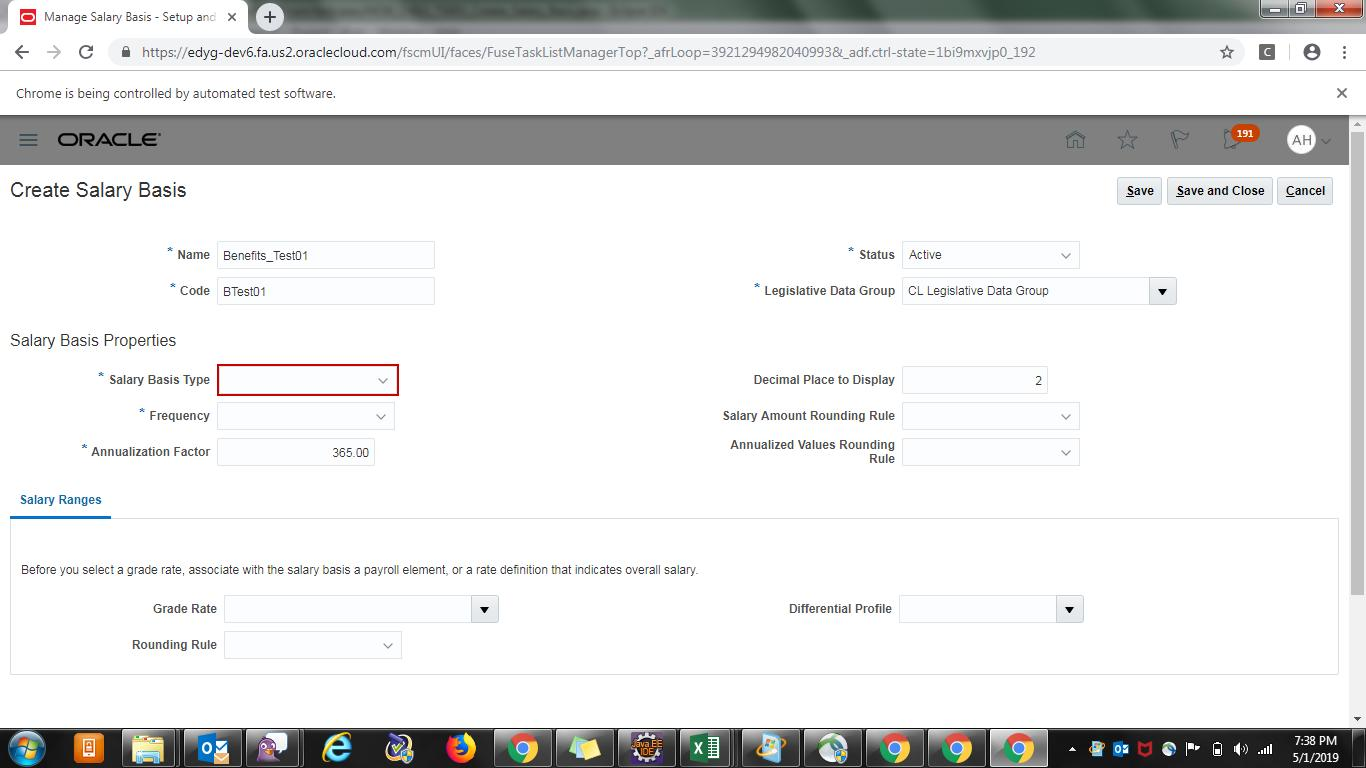 Manage Salary Basis - Setup and
https://edyg-dev6.fa.us2.oraclecloud.com/fscmUI/faces/FuseTaskListManagerTop?_afrLoop=3921294982040993&_adf.ctrl-state=1bi9mxvjp0_192
C
Chrome is being controlled by automated test software.
ORACLE
191
AH
Create Salary Basis
Save
Save and Close
Cancel
* Name Benefits_Test01
* Status Active
* Code BTest01
* Legislative Data Group CL Legislative Data Group
Salary Basis Properties
* Salary Basis Type
Decimal Place to Display 2
* Frequency
Salary Amount Rounding Rule
* Annualization Factor 365.00
Annualized Values Rounding
Rule
Salary Ranges
Before you select a grade rate, associate with the salary basis a payroll element, or a rate definition that indicates overall salary.
Grade Rate
Differential Profile
Rounding Rule
Java EE
IDE
7:38 PM
5/1/2019